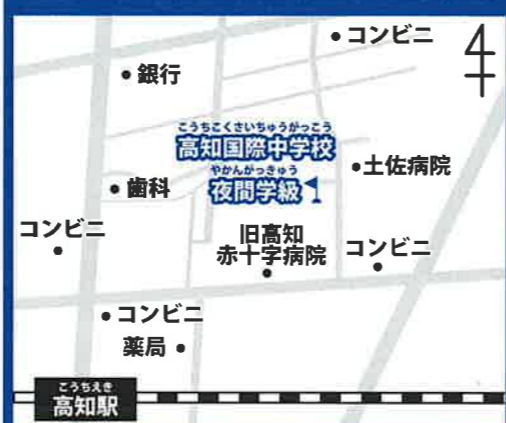 コンビニ
銀行
こうちこくさいちゅうがっこう
高知国際中学校
やかんがっきゅう
夜間学級
土佐病院
歯科
コンビニ
旧高知
赤十字病院
コンビニ
コンビニ
薬局
こうちえき
高知駅